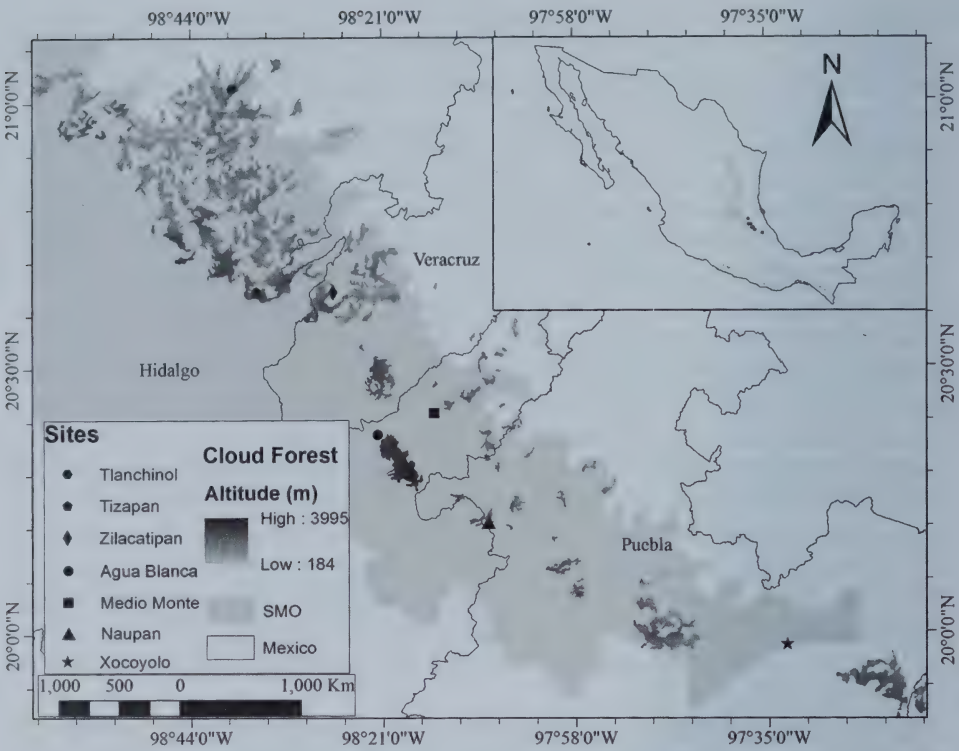 98°44'0"W 98°21'0"W 97°58'0"W 97°35'0"W
N
21°0'0"N 21°0'0"N
Veracruz
Hidalgo
20°30'0"N 20°30'0"N
Puebla
20°0'0"N 20°0'0"N
Sites
Tlanchinol
Tizapan
Zilacatipan
Agua Blanca
Medio Monte
Naupan
Xocoyolo
Cloud Forest
Altitude (m)
High : 3995
Low : 184
SMO
Mexico
1,000 500 0 1,000 Km
98°44'0"W 98°21'0"W 97°58'0"W 97°35'0"W